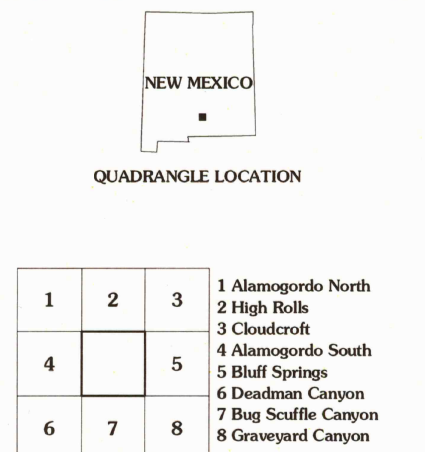 NEW MEXICO
QUADRANGLE LOCATION
1 2 3
4 5
6 7 8
1 Alamogordo North
2 High Rolls
3 Cloudcroft
4 Alamogordo South
5 Bluff Springs
6 Deadman Canyon
7 Bug Scuffle Canyon
8 Graveyard Canyon